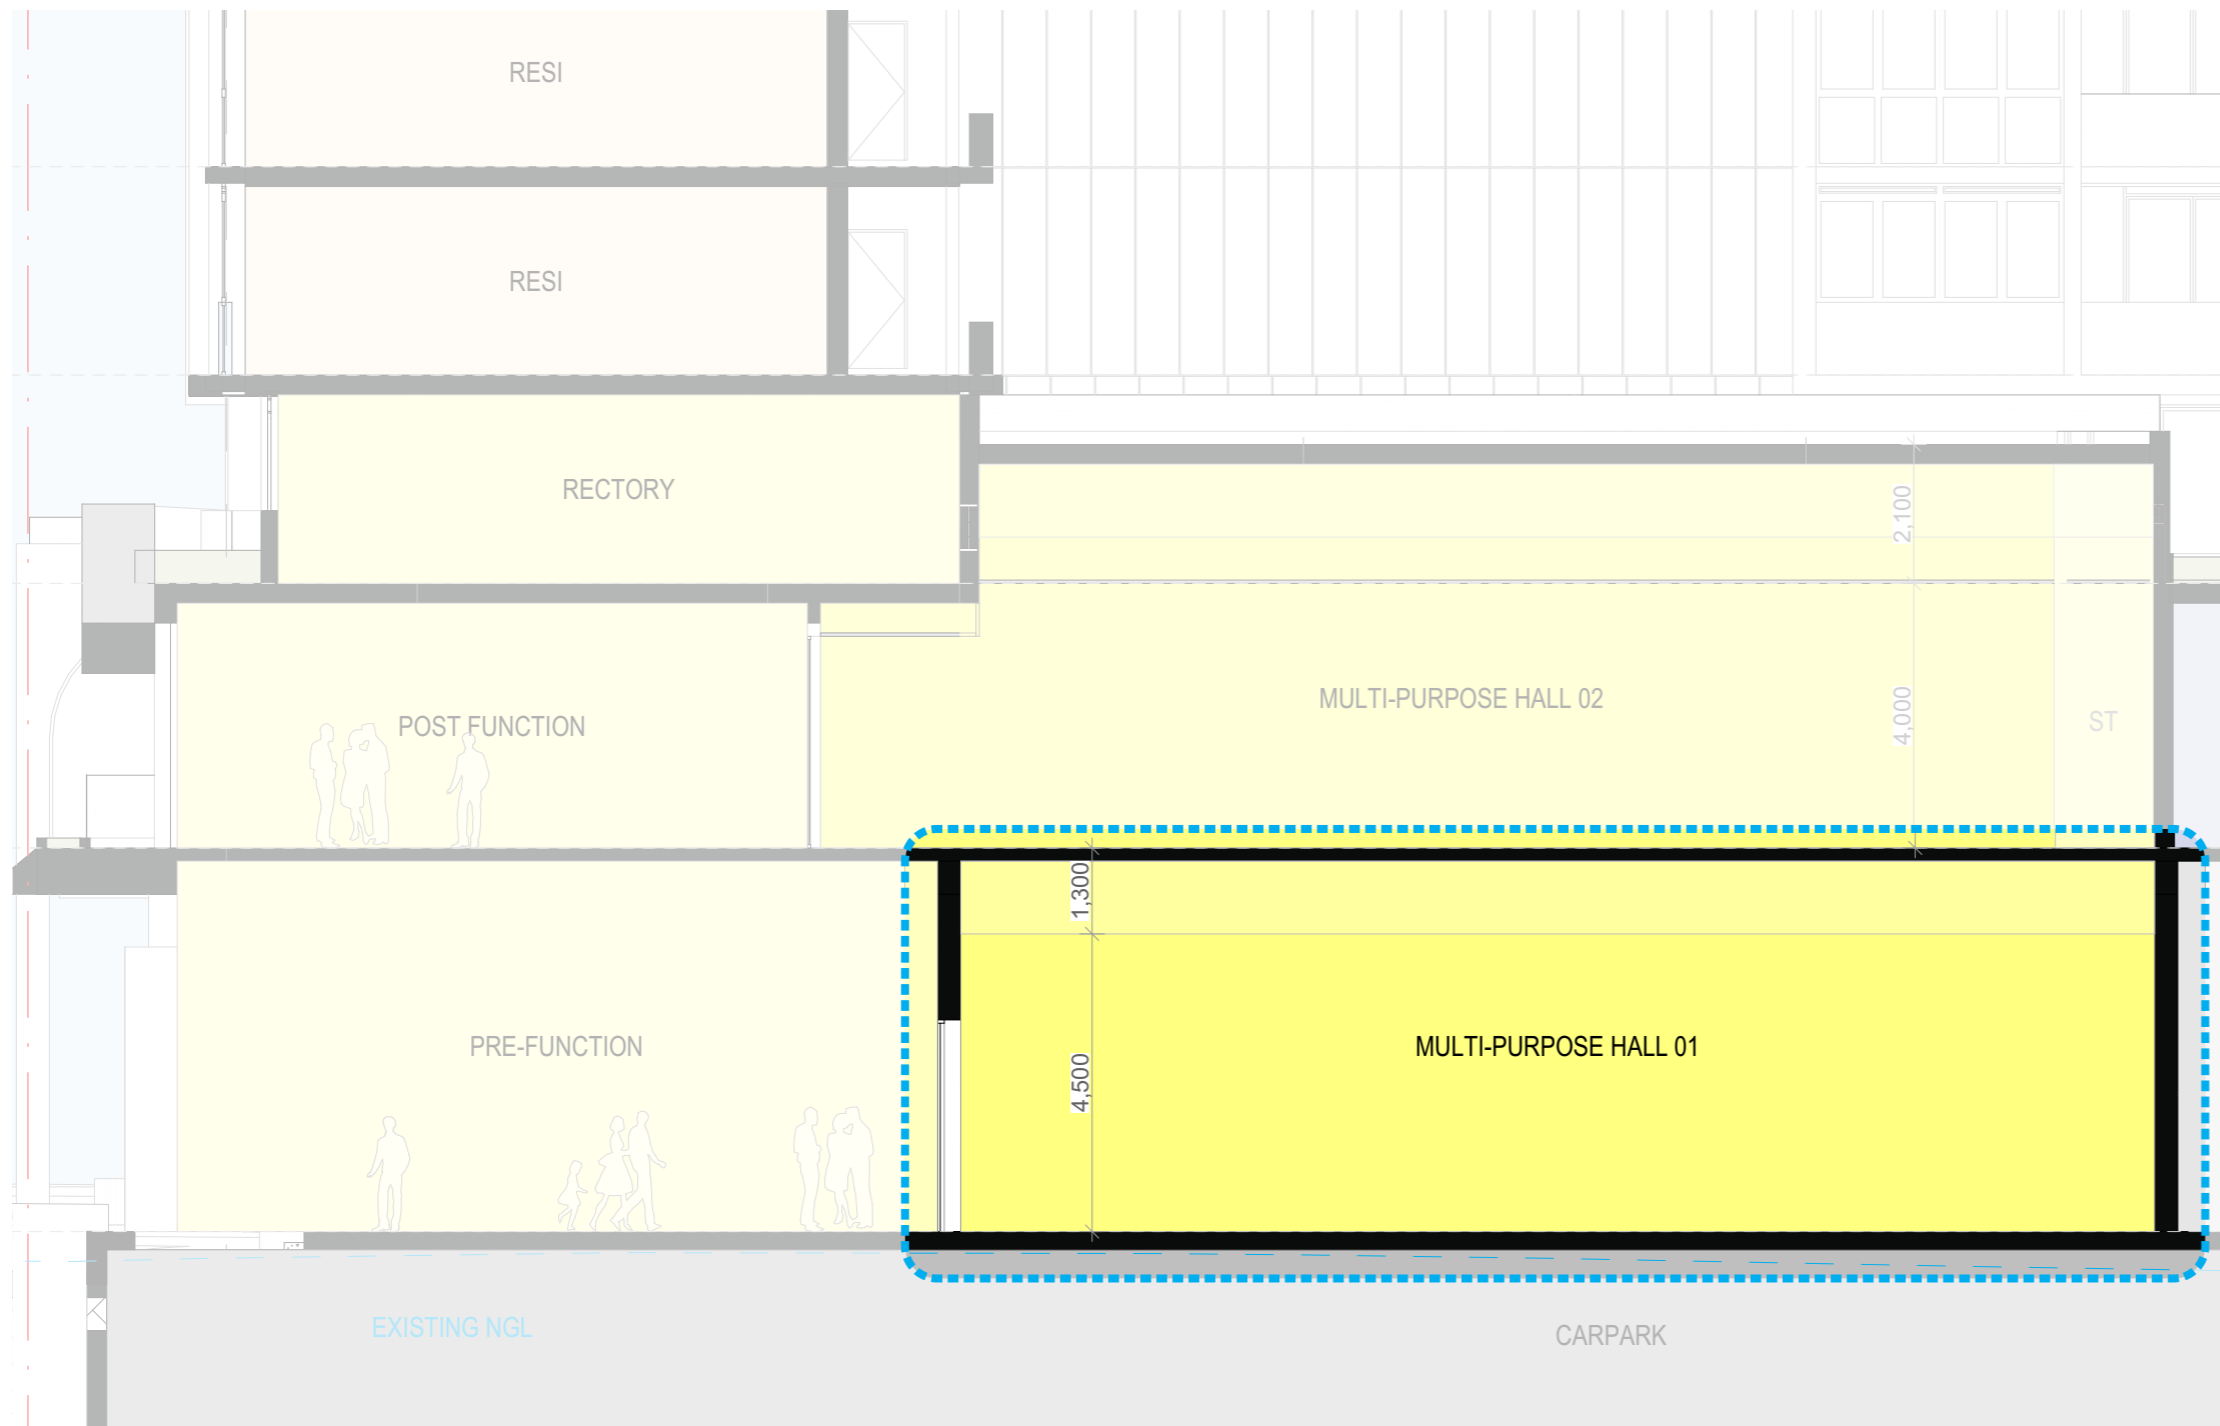 RESI
RESI
RECTORY
2,100
POST FUNCTION
MULTI-PURPOSE HALL 02
4,000
ST
1,300
PRE-FUNCTION
MULTI-PURPOSE HALL 01
4,500
EXISTING NGL
CARPARK